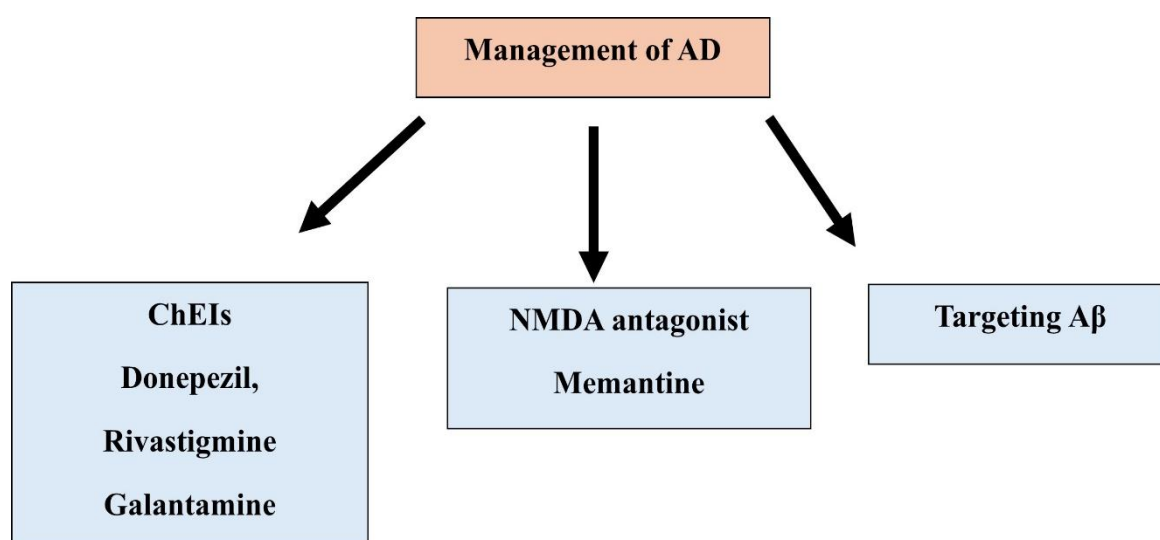 Management of AD
ChEIs
Donepezil,
Rivastigmine
Galantamine
NMDA antagonist
Memantine
Targeting Aβ